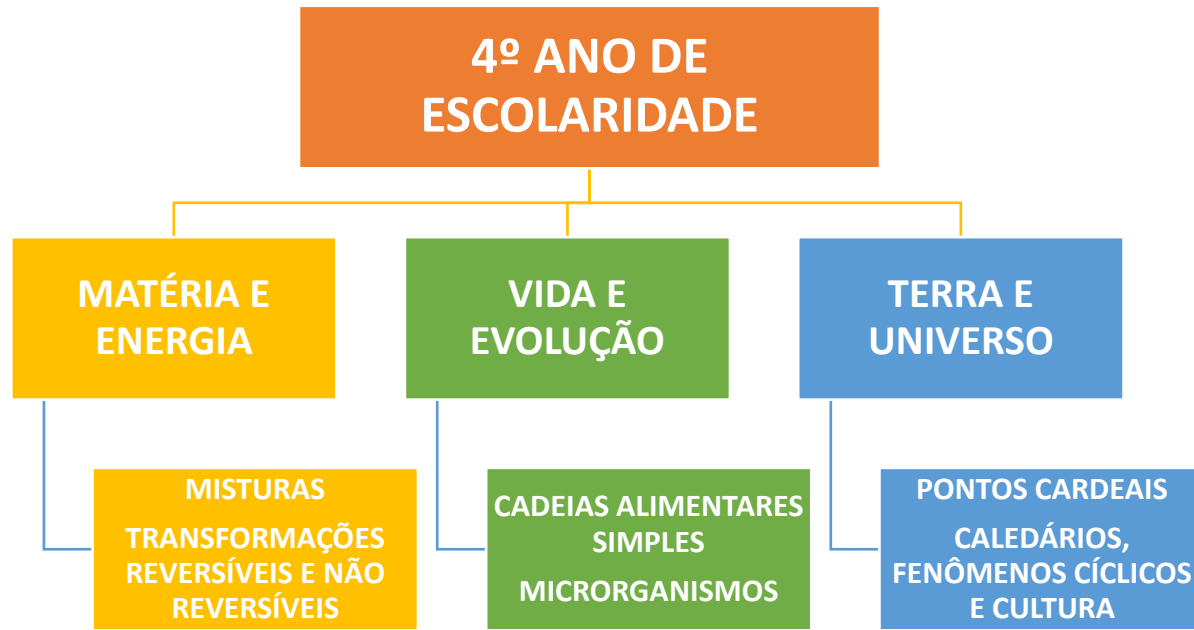 4º ANO DE
ESCOLARIDADE
MATÉRIA E
ENERGIA
VIDA E
EVOLUÇÃO
TERRA E
UNIVERSO
MISTURAS
TRANSFORMAÇÕES
REVERSÍVEIS E NÃO
REVERSÍVEIS
CADEIAS ALIMENTARES
SIMPLES
MICRORGANISMOS
PONTOS CARDEAIS
CALEDÁRIOS,
FENÔMENOS CÍCLICOS
E CULTURA